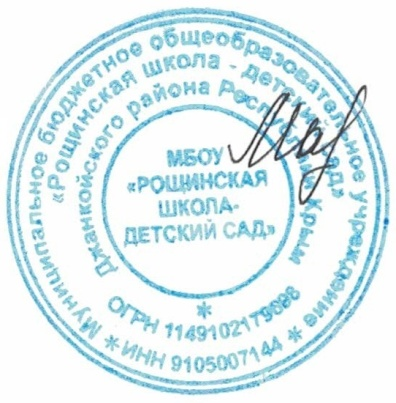 Муниципальное бюджетное общеобразовательное учреждение
«Рощинская школа - детский сад»
Джанкойского района Республики Крым
МБОУ
«РОЩИНСКАЯ
ШКОЛА-
ДЕТСКИЙ САД»
* ОГРН
* ИНН 9105007144 *